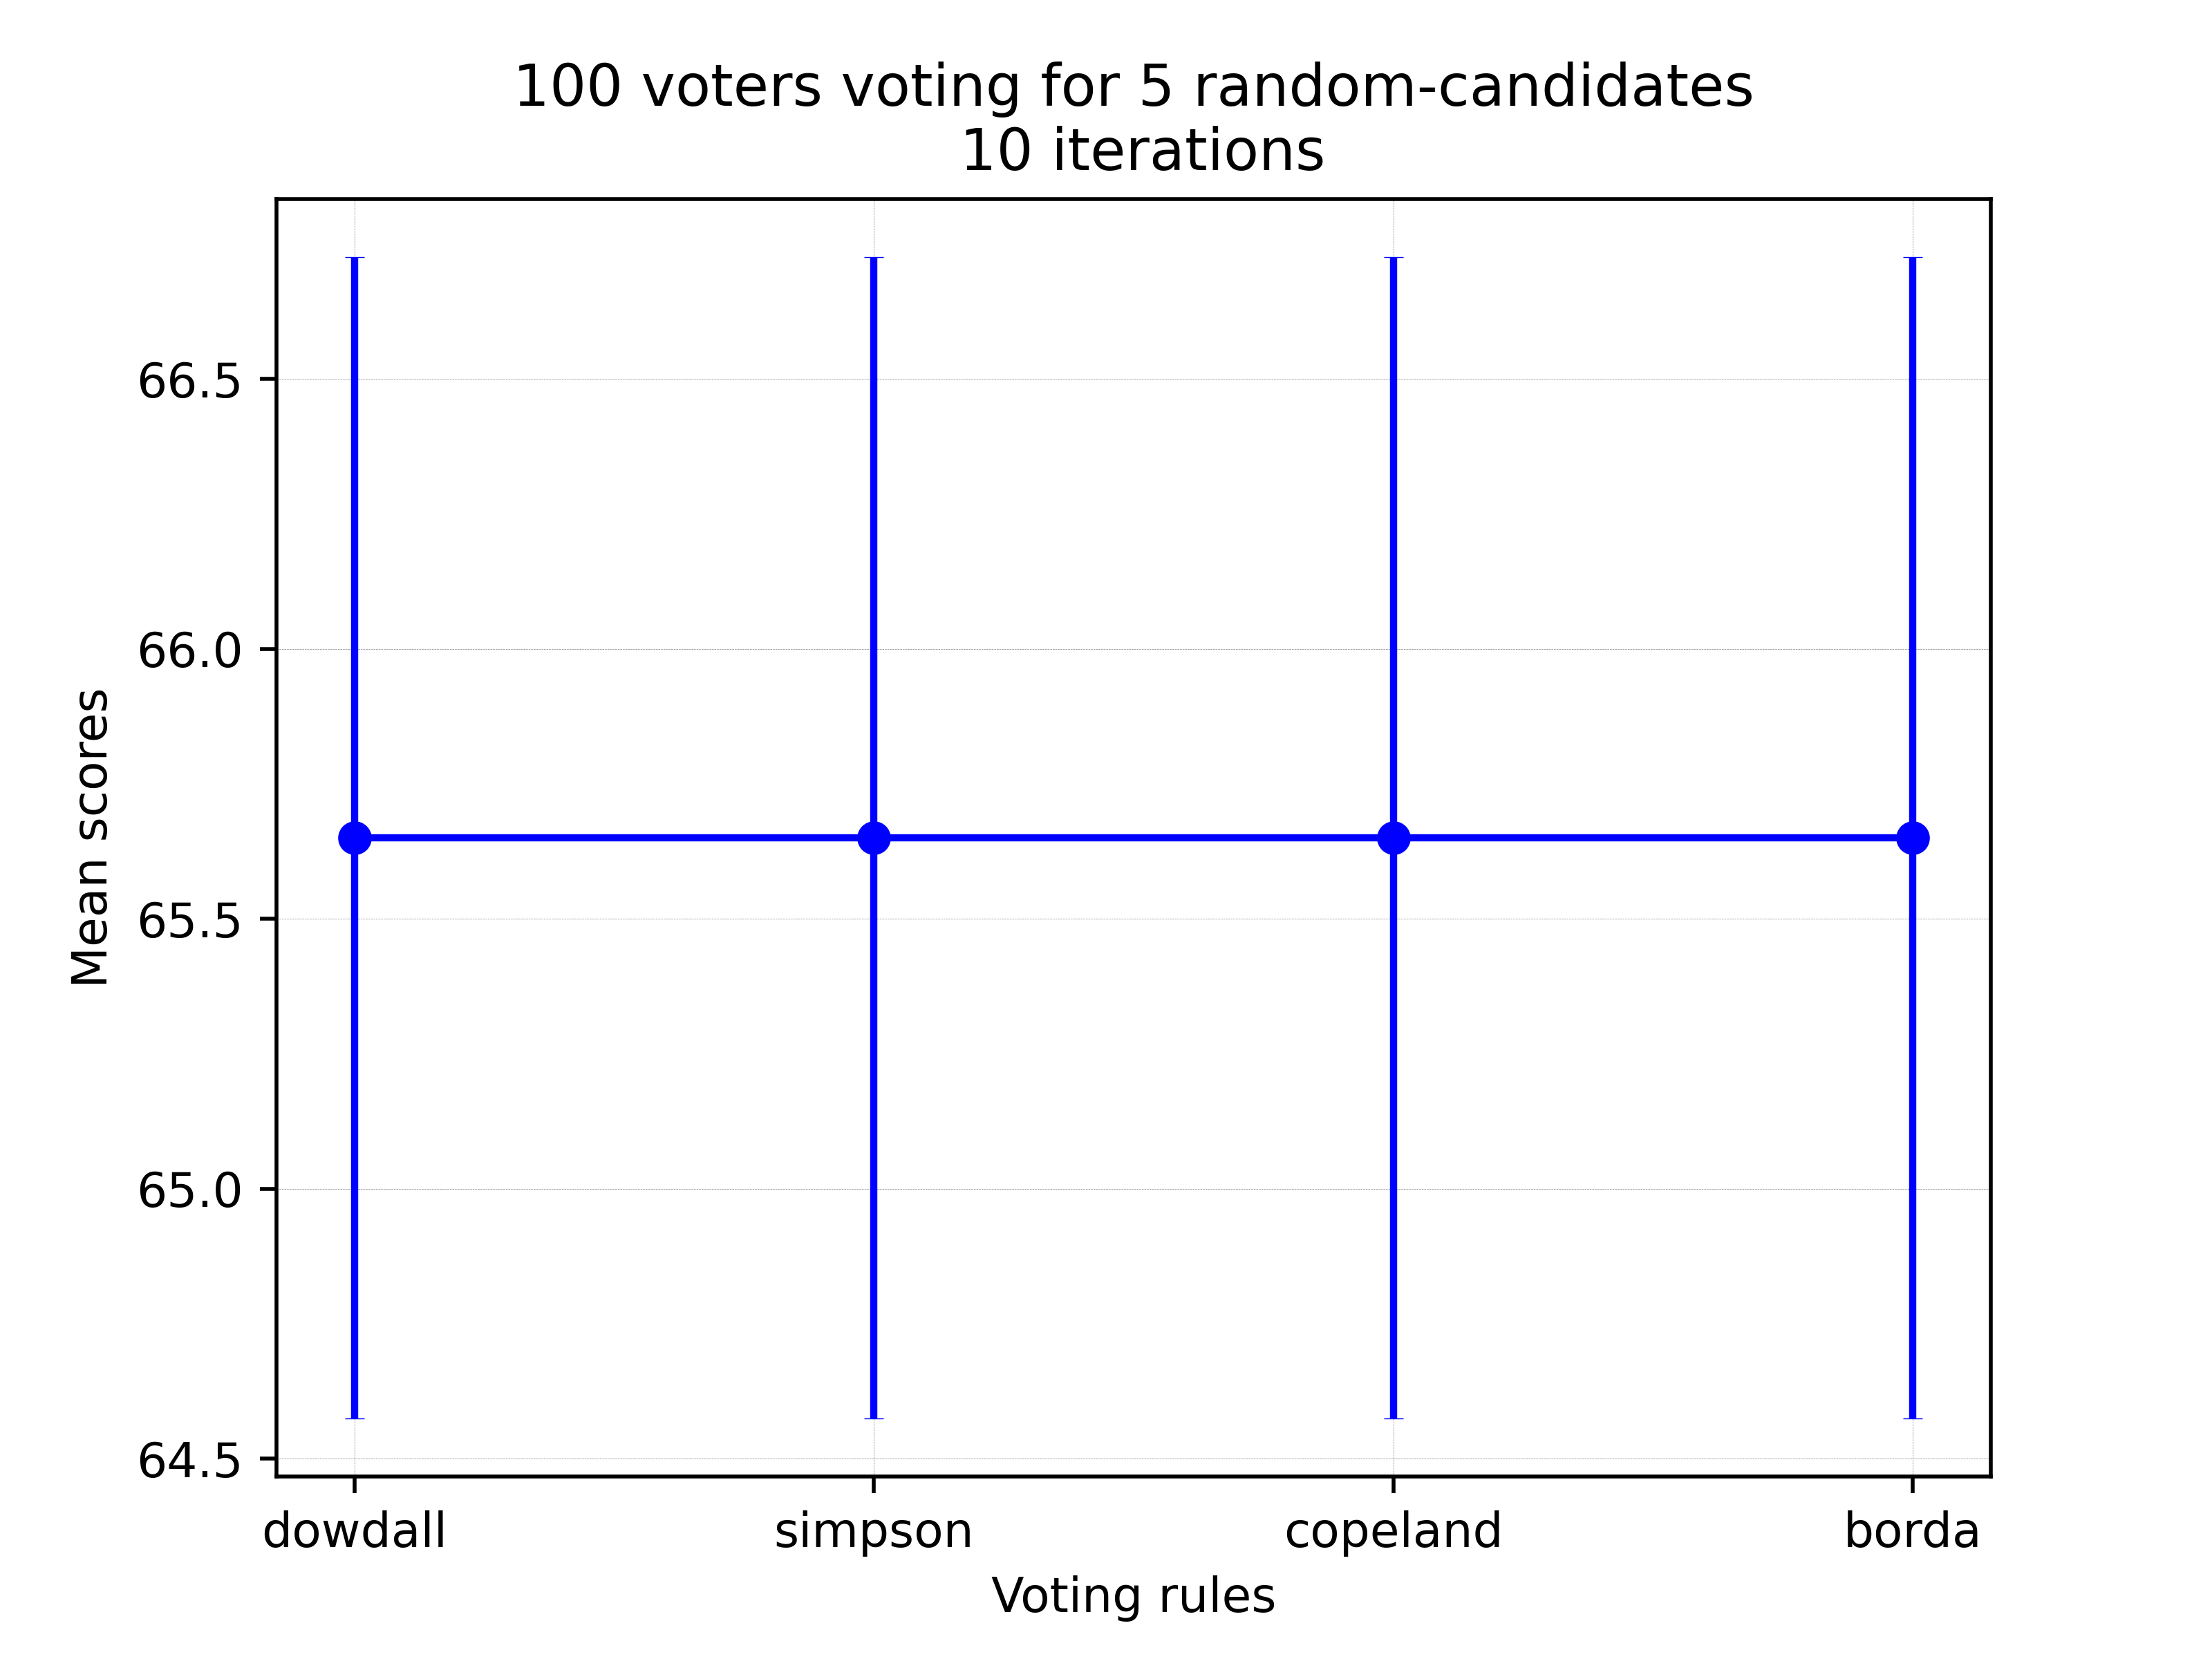 100 voters voting for 5 random-candidates
10 iterations
Mean scores
66.5
66.0
65.5
65.0
64.5
dowdall simpson copeland borda
Voting rules